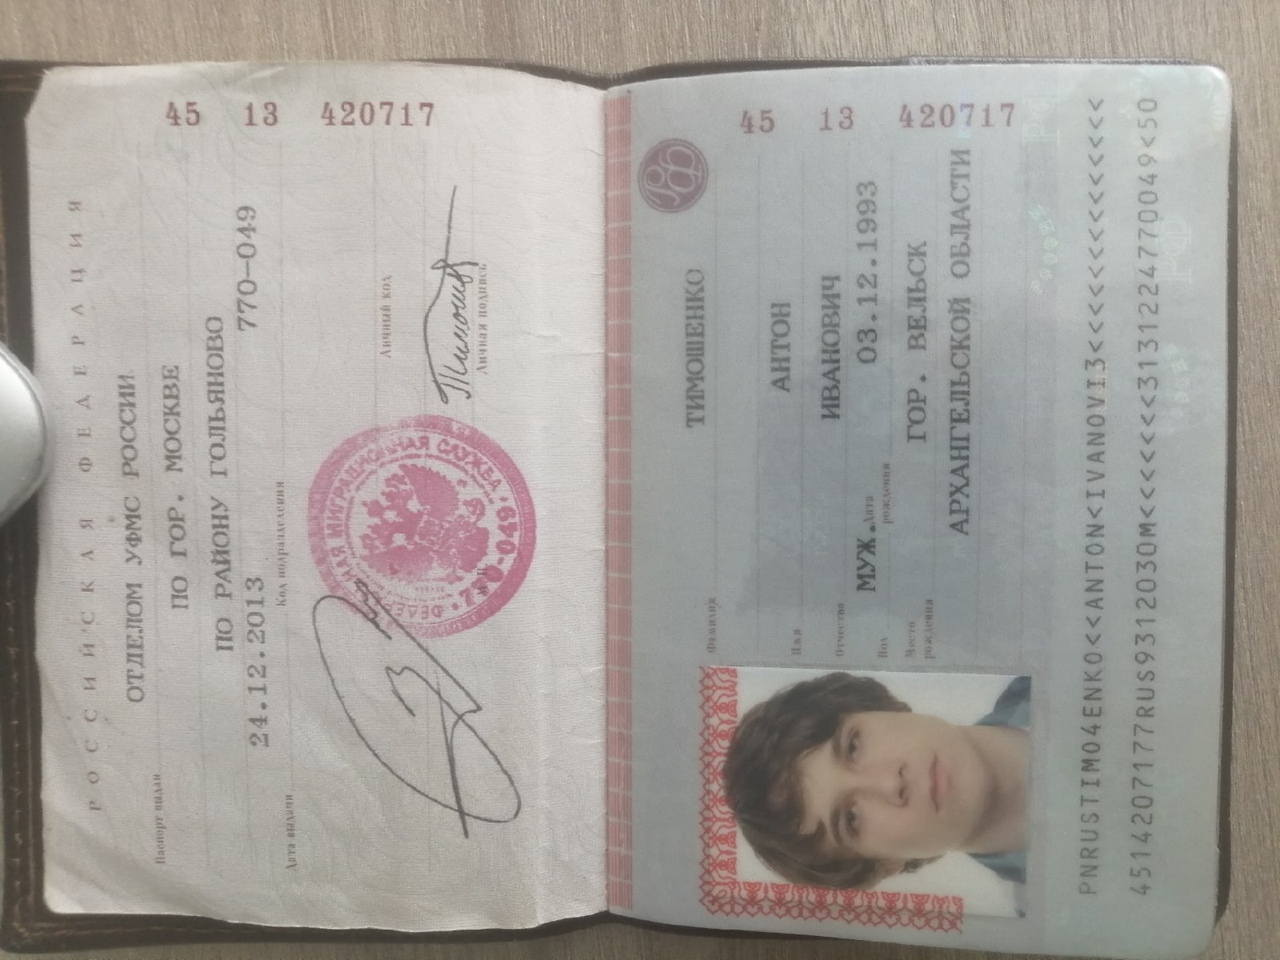 РОССИЙСКАЯ ФЕДЕРАЦИЯ
Паспорт выдан
ОТДЕЛОМ УФМС РОССИИ
ПО ГОР. МОСКВЕ
ПО РАЙОНУ ГОЛЬЯНОВО
Дата выдачи 24.12.2013 Код подразделения 770-049
45 13 420717
ФЕДЕРАЛЬНАЯ МИГРАЦИОННАЯ СЛУЖБА
770-049
Личный код
Личная подпись
Тимошенко
45 13 420717
Фамилия ТИМОШЕНКО
Имя АНТОН
Отчество ИВАНОВИЧ
Пол МУЖ. Дата рождения 03.12.1993
Место рождения ГОР. ВЕЛЬСК
АРХАНГЕЛЬСКОЙ ОБЛАСТИ
PNRUSTIMO4ENKO<<ANTON<IVANOVI3<<<<<<<<<<<<<<
4514207177RUS9312030M<<<<<<<3131224770049<50